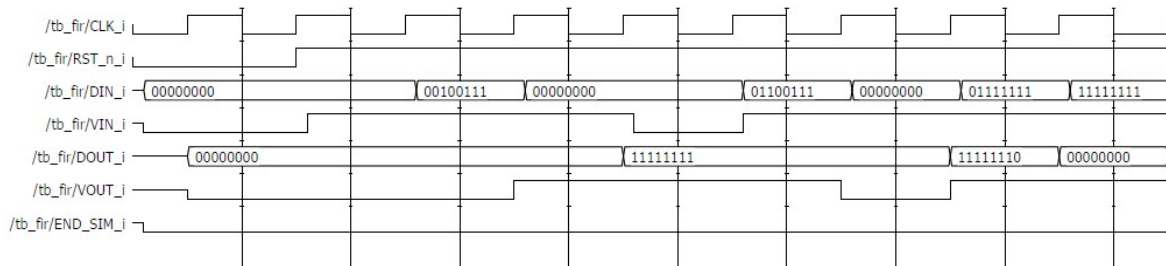 /tb_fir/CLK_i
/tb_fir/RST_n_i
/tb_fir/DIN_i 00000000 00100111 00000000 01100111 00000000 01111111 11111111
/tb_fir/VIN_i
/tb_fir/DOUT_i 00000000 11111111 11111110 00000000
/tb_fir/VOUT_i
/tb_fir/END_SIM_i